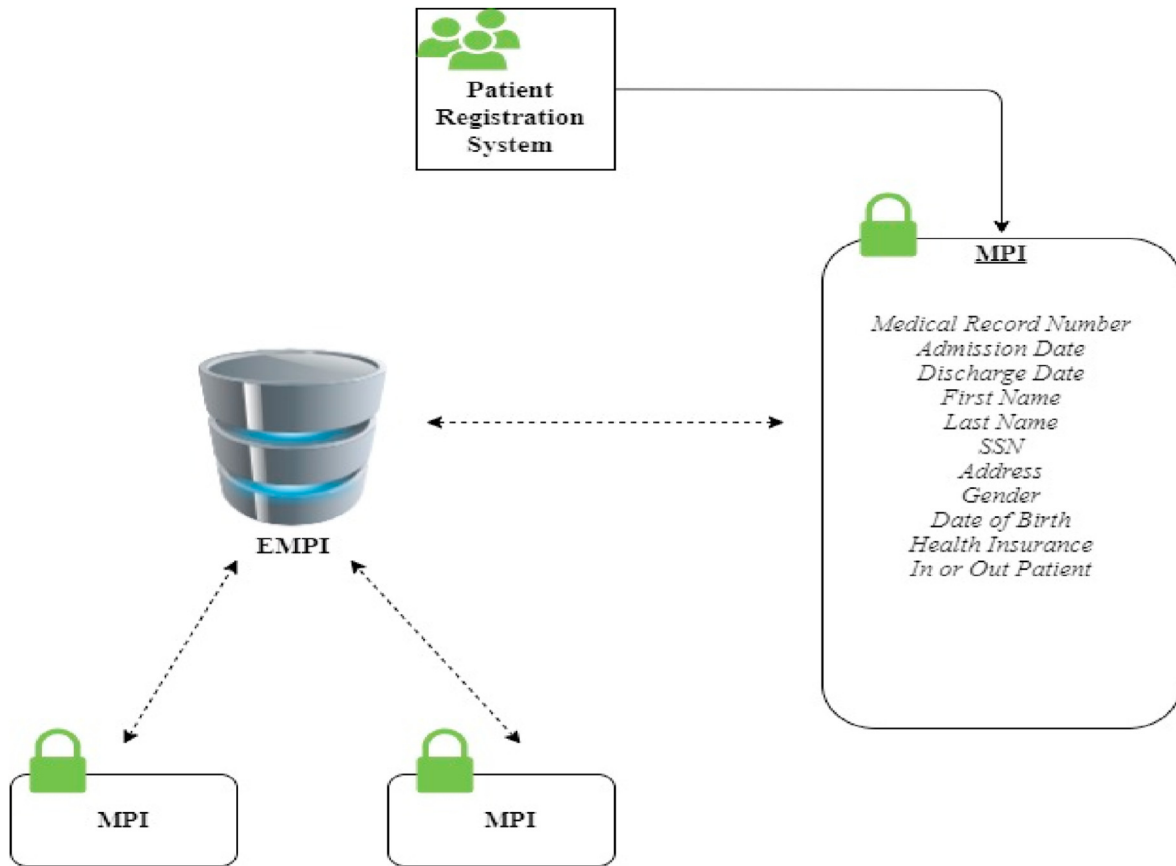 Patient
Registration
System
MPI
Medical Record Number
Admission Date
Discharge Date
First Name
Last Name
SSN
Address
Gender
Date of Birth
Health Insurance
In or Out Patient
EMPI
MPI
MPI